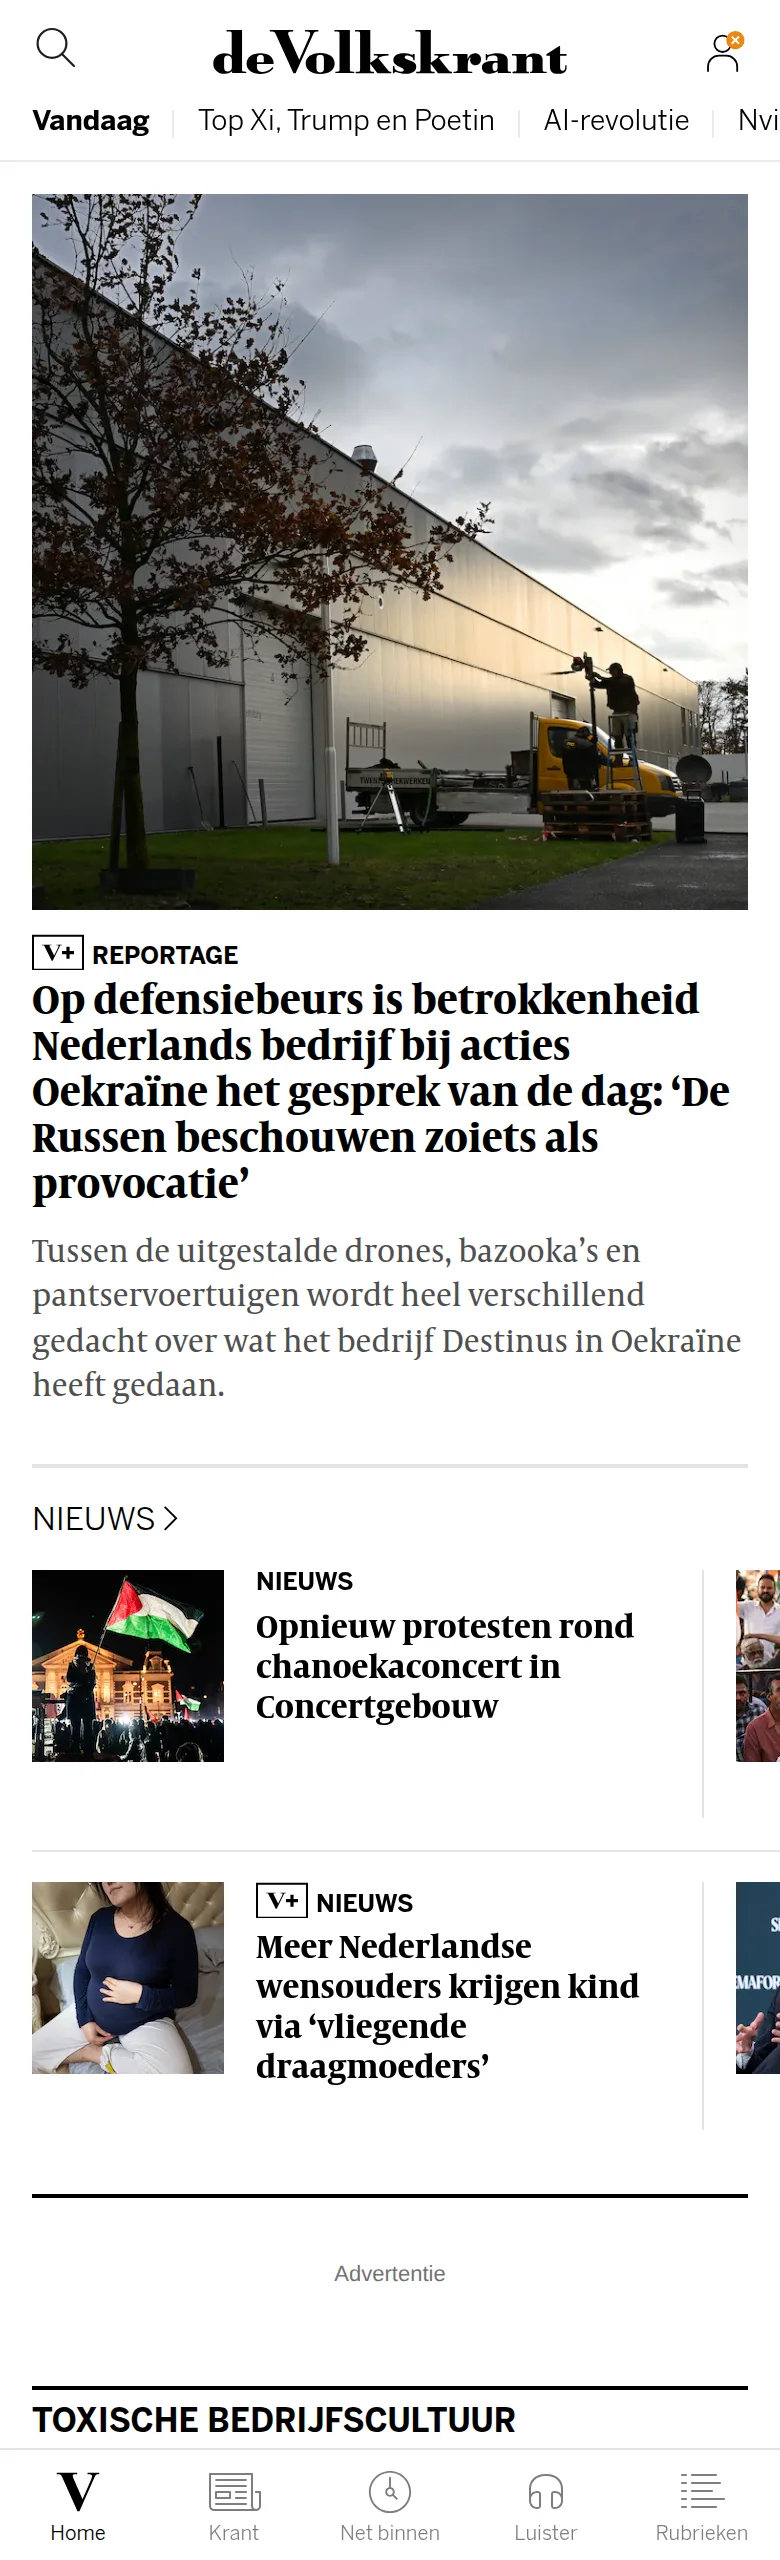 de Volkskrant
Vandaag
Top Xi, Trump en Poetin
AI-revolutie
Nvi
V+ REPORTAGE
Op defensiebeurs is betrokkenheid
Nederlands bedrijf bij acties
Oekraïne het gesprek van de dag: ‘De
Russen beschouwen zoiets als
provocatie’
Tussen de uitgestalde drones, bazooka’s en
pantservoertuigen wordt heel verschillend
gedacht over wat het bedrijf Destinus in Oekraïne
heeft gedaan.
NIEUWS
NIEUWS
Opnieuw protesten rond
chanoekaconcert in
Concertgebouw
V+ NIEUWS
Meer Nederlandse
wensouders krijgen kind
via ‘vliegende
draagmoeders’
Advertentie
TOXISCHE BEDRIJFSCULTUUR
V
Home
Krant
Net binnen
Luister
Rubrieken